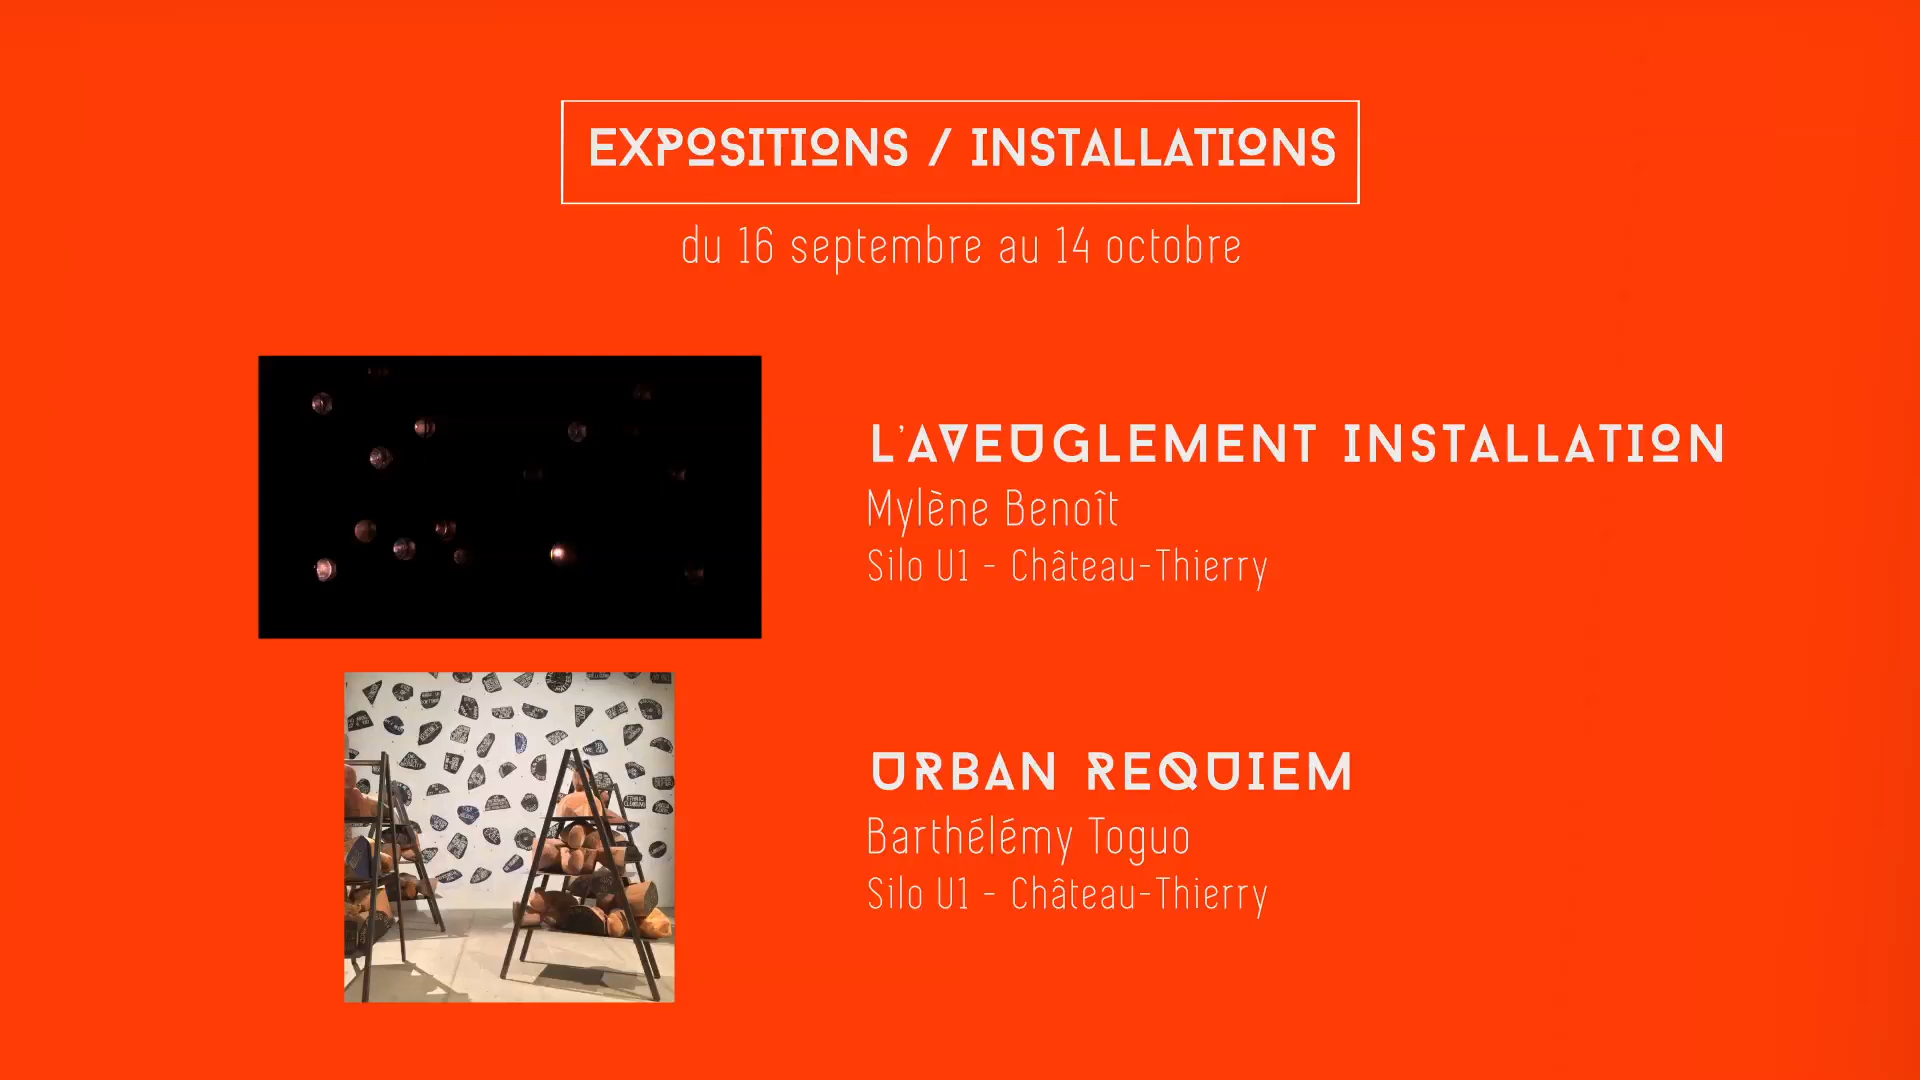 EXPOSITIONS / INSTALLATIONS
du 16 septembre au 14 octobre
L'AVEUGLEMENT INSTALLATION
Mylène Benoît
Silo U1 - Château-Thierry
URBAN REQUIEM
Barthélémy Toguo
Silo U1 - Château-Thierry